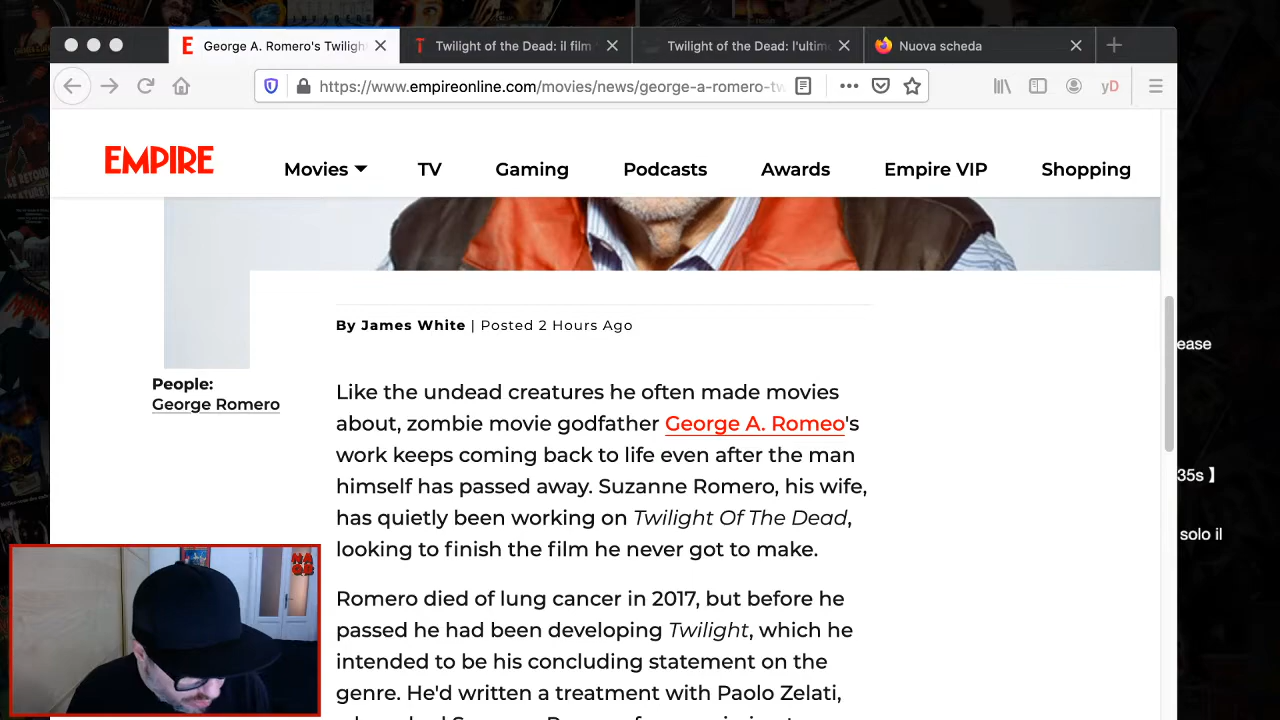 George A. Romero's Twiligh
Twilight of the Dead: il film
Twilight of the Dead: l'ultim
Nuova scheda
https://www.empireonline.com/movies/news/george-a-romero-tw
yD
EMPIRE
Movies
TV
Gaming
Podcasts
Awards
Empire VIP
Shopping
By James White | Posted 2 Hours Ago
People:
George Romero
Like the undead creatures he often made movies
about, zombie movie godfather George A. Romeo's
work keeps coming back to life even after the man
himself has passed away. Suzanne Romero, his wife,
has quietly been working on Twilight Of The Dead,
looking to finish the film he never got to make.
Romero died of lung cancer in 2017, but before he
passed he had been developing Twilight, which he
intended to be his concluding statement on the
genre. He'd written a treatment with Paolo Zelati,
ease
35s 】
solo il